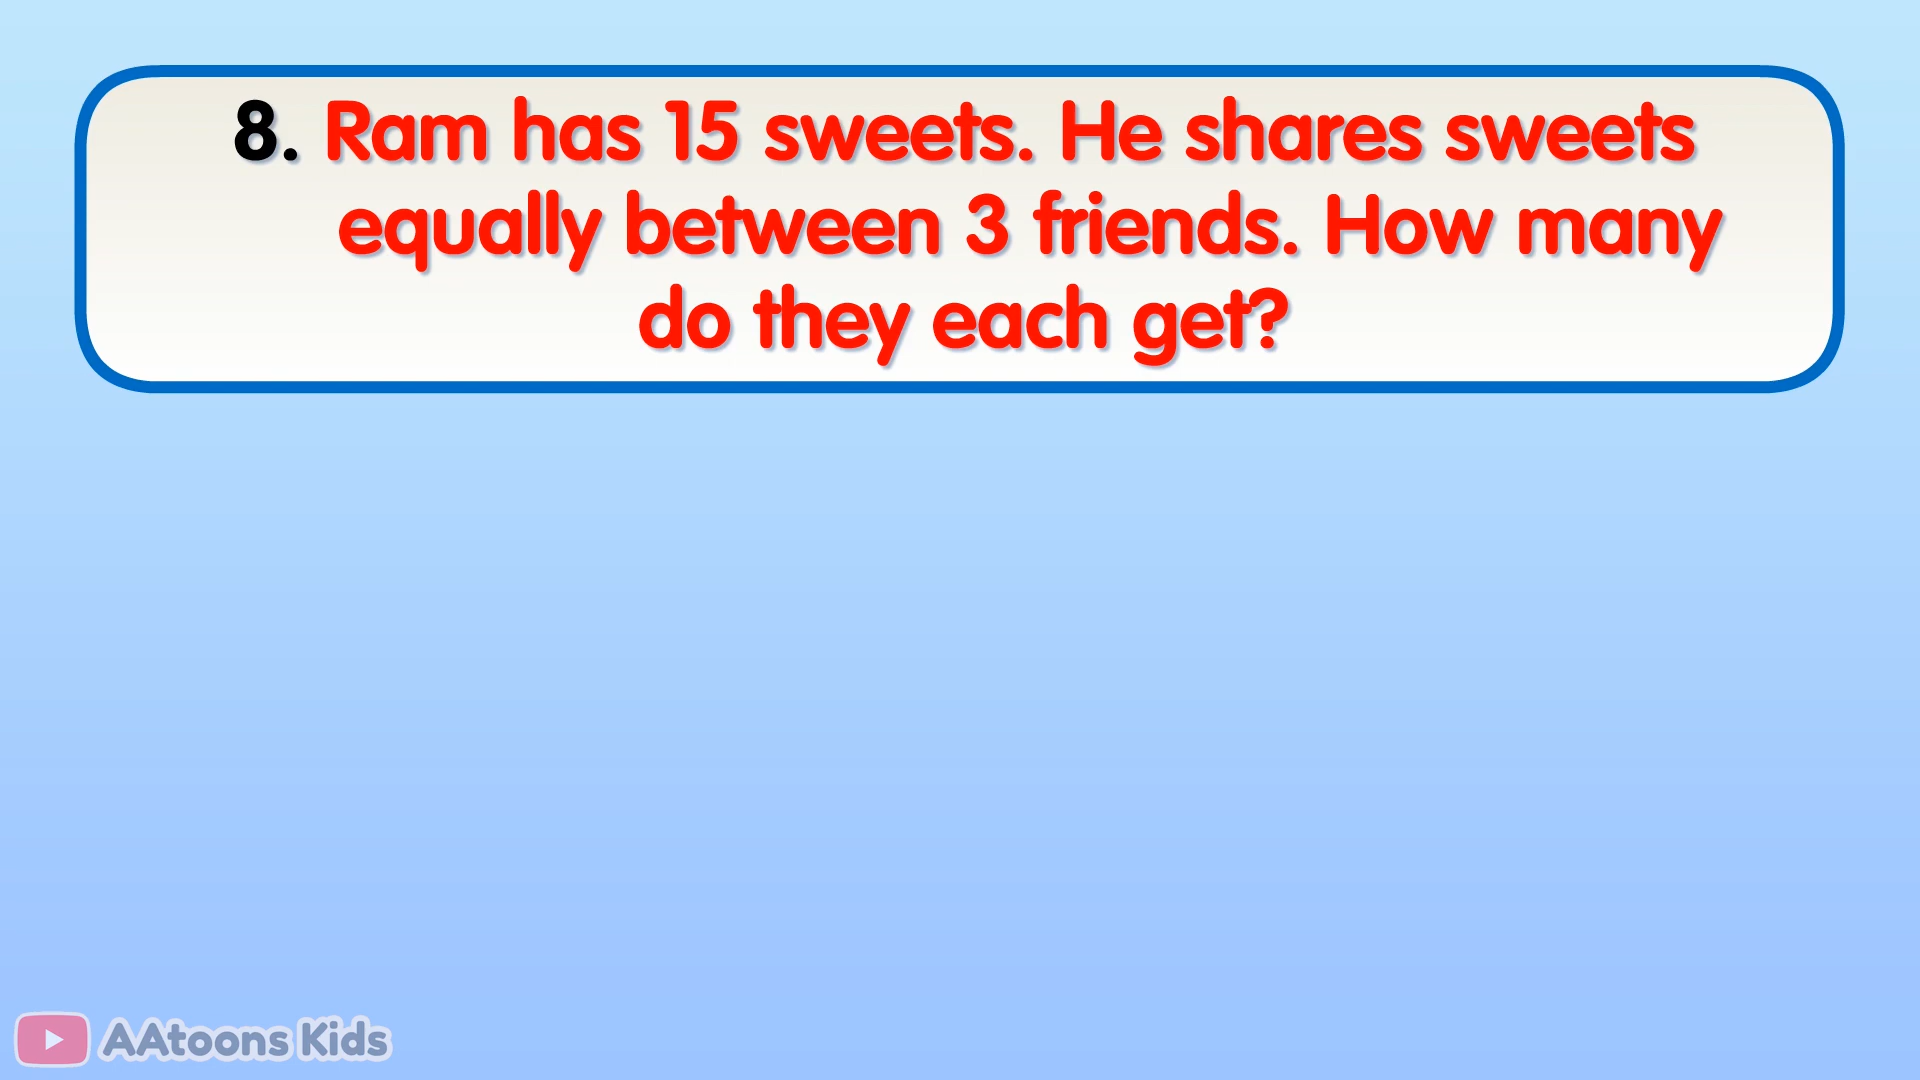 8. Ram has 15 sweets. He shares sweets
equally between 3 friends. How many
do they each get?
AAtoons Kids